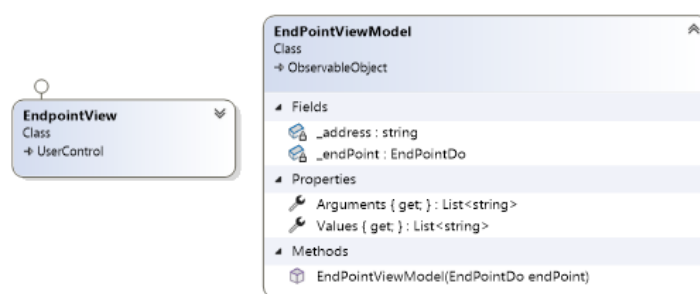 EndpointView
Class
UserControl
EndPointViewModel
Class
ObservableObject
Fields
_address : string
_endPoint : EndPointDo
Properties
Arguments { get; } : List<string>
Values { get; } : List<string>
Methods
EndPointViewModel(EndPointDo endPoint)